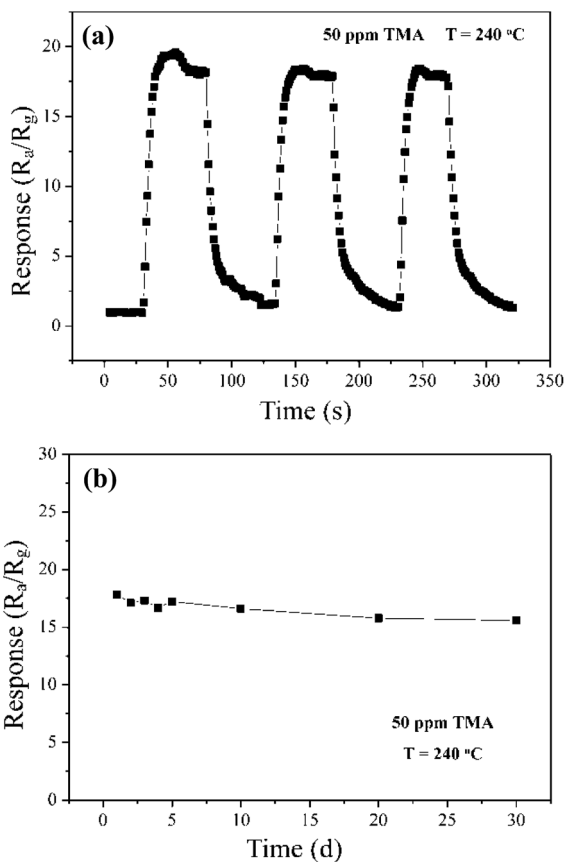 (a)
50 ppm TMA T = 240 °C
20
15
10
5
0
Response (Ra/Rg)
0 50 100 150 200 250 300 350
Time (s)
(b)
30
25
20
15
10
5
0
Response (Ra/Rg)
50 ppm TMA
T = 240 °C
0 5 10 15 20 25 30
Time (d)